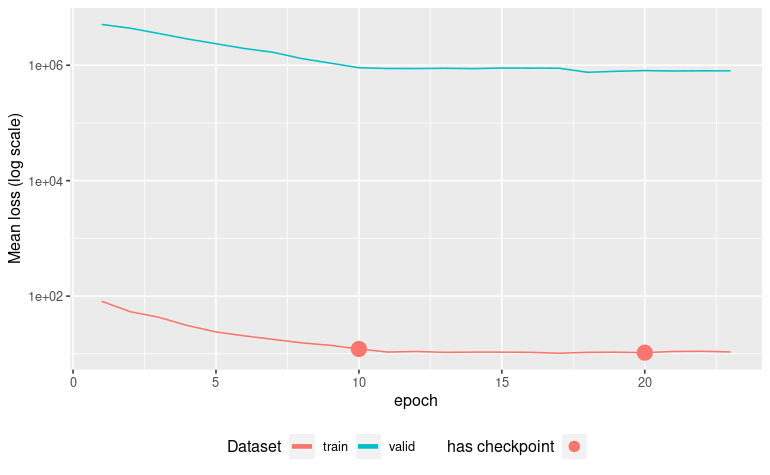 Mean loss (log scale)
1e+06
1e+04
1e+02
0 5 10 15 20
epoch
Dataset train valid has checkpoint